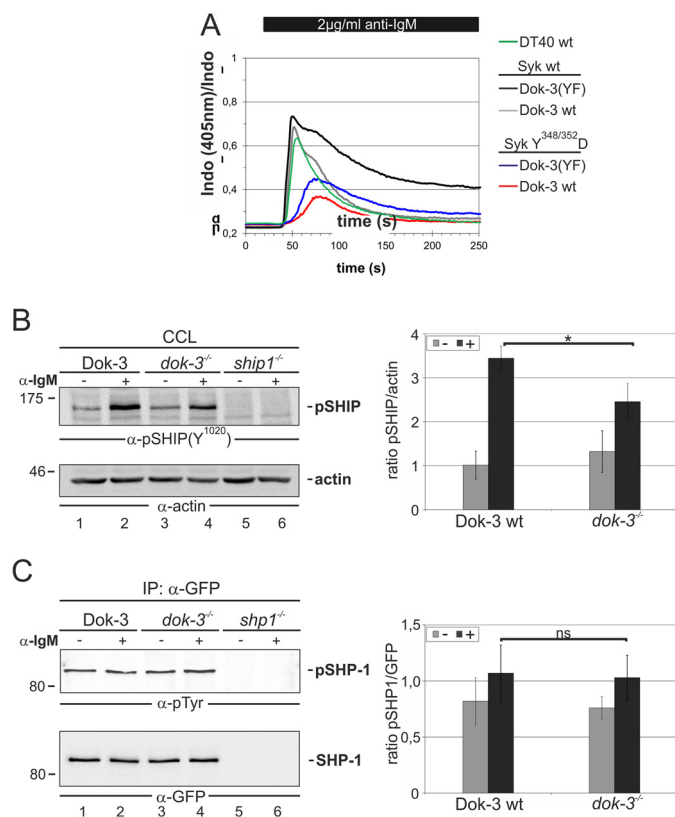 A
2µg/ml anti-IgM
Indo (405nm)/Indo
1
0,8
0,6
0,4
0,2
0 50 100 150 200 250
time (s)
time (s)
DT40 wt
Syk wt
Dok-3(YF)
Dok-3 wt
Syk Y348/352D
Dok-3(YF)
Dok-3 wt
B
CCL
Dok-3 dok-3-/- ship1-/-
α-IgM - + - + - +
175
-pSHIP
α-pSHIP(Y1020)
46
-actin
α-actin
1 2 3 4 5 6
ratio pSHIP/actin
4
3
2
1
0
- +
*
Dok-3 wt dok-3-/-
C
IP: α-GFP
Dok-3 dok-3-/- shp1-/-
α-IgM - + - + - +
80
-pSHP-1
α-pTyr
80
-SHP-1
α-GFP
1 2 3 4 5 6
ratio pSHP1/GFP
1,5
1,0
0,5
0
- +
ns
Dok-3 wt dok-3-/-